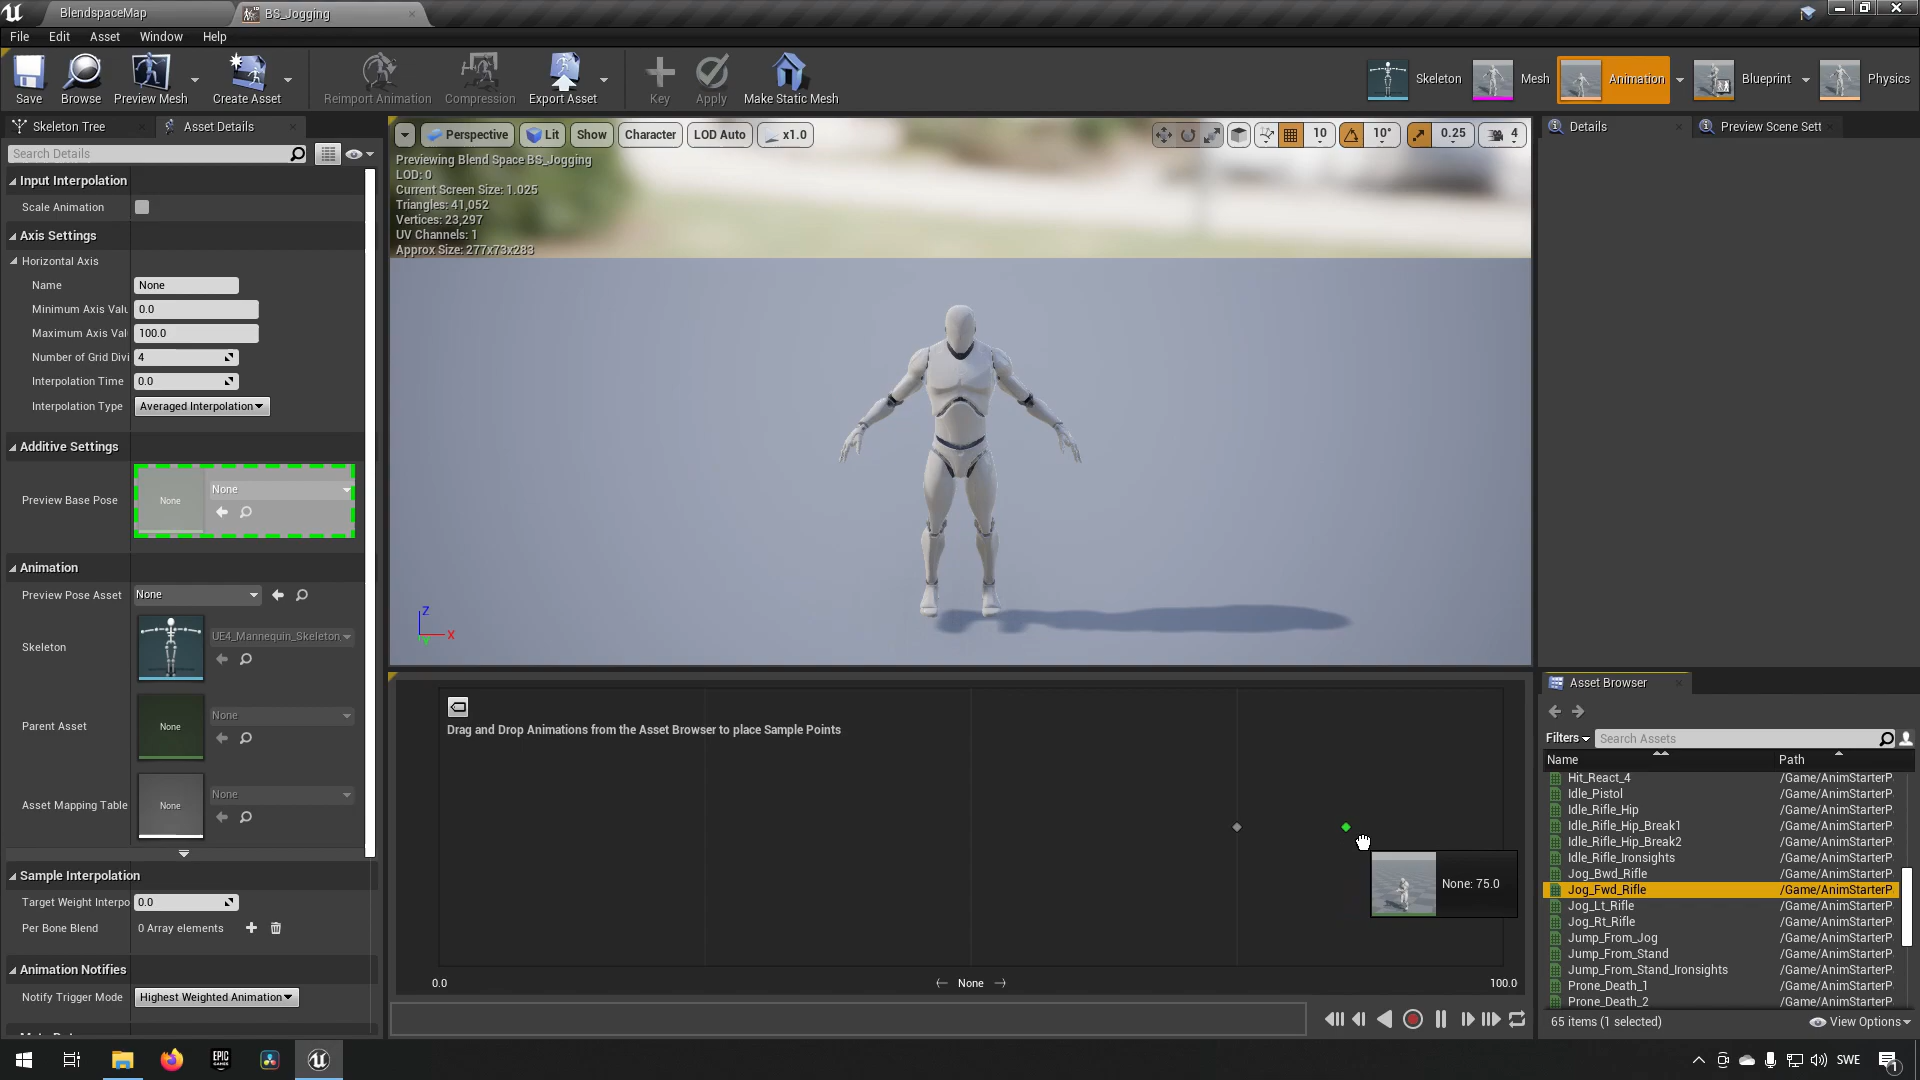 BlendspaceMap
BS_Jogging
File Edit Asset Window Help
Save Browse Preview Mesh Create Asset Reimport Animation Compression Export Asset Key Apply Make Static Mesh
Skeleton Mesh Animation Blueprint Physics
Skeleton Tree Asset Details
Search Details
Input Interpolation
Scale Animation
Axis Settings
Horizontal Axis
Name None
Minimum Axis Valu 0.0
Maximum Axis Val 100.0
Number of Grid Divi 4
Interpolation Time 0.0
Interpolation Type Averaged Interpolation
Additive Settings
Preview Base Pose None None
Animation
Preview Pose Asset None
Skeleton UE4_Mannequin_Skeleton
Parent Asset None None
Asset Mapping Table None None
Sample Interpolation
Target Weight Interpo 0.0
Per Bone Blend 0 Array elements
Animation Notifies
Notify Trigger Mode Highest Weighted Animation
Perspective Lit Show Character LOD Auto x1.0
10 10° 0.25 4
Previewing Blend Space BS_Jogging
LOD: 0
Current Screen Size: 1.025
Triangles: 41,052
Vertices: 23,297
UV Channels: 1
Approx Size: 277x73x283
Z
X
Y
Drag and Drop Animations from the Asset Browser to place Sample Points
None: 75.0
0.0 None 100.0
Details Preview Scene Sett
Asset Browser
Filters Search Assets
Name Path
Hit_React_4 /Game/AnimStarterP
Idle_Pistol /Game/AnimStarterP
Idle_Rifle_Hip /Game/AnimStarterP
Idle_Rifle_Hip_Break1 /Game/AnimStarterP
Idle_Rifle_Hip_Break2 /Game/AnimStarterP
Idle_Rifle_Ironsights /Game/AnimStarterP
Jog_Bwd_Rifle /Game/AnimStarterP
Jog_Fwd_Rifle /Game/AnimStarterP
Jog_Lt_Rifle /Game/AnimStarterP
Jog_Rt_Rifle /Game/AnimStarterP
Jump_From_Jog /Game/AnimStarterP
Jump_From_Stand /Game/AnimStarterP
Jump_From_Stand_Ironsights /Game/AnimStarterP
Prone_Death_1 /Game/AnimStarterP
Prone_Death_2 /Game/AnimStarterP
65 items (1 selected) View Options
EPIC GAMES
SWE
1